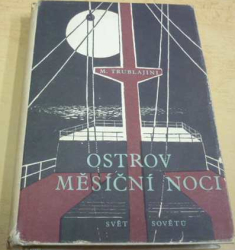 M. TRUBLAJINI
OSTROV
MĚSÍČNÍ NOCI
SVĚT SOVĚTŮ